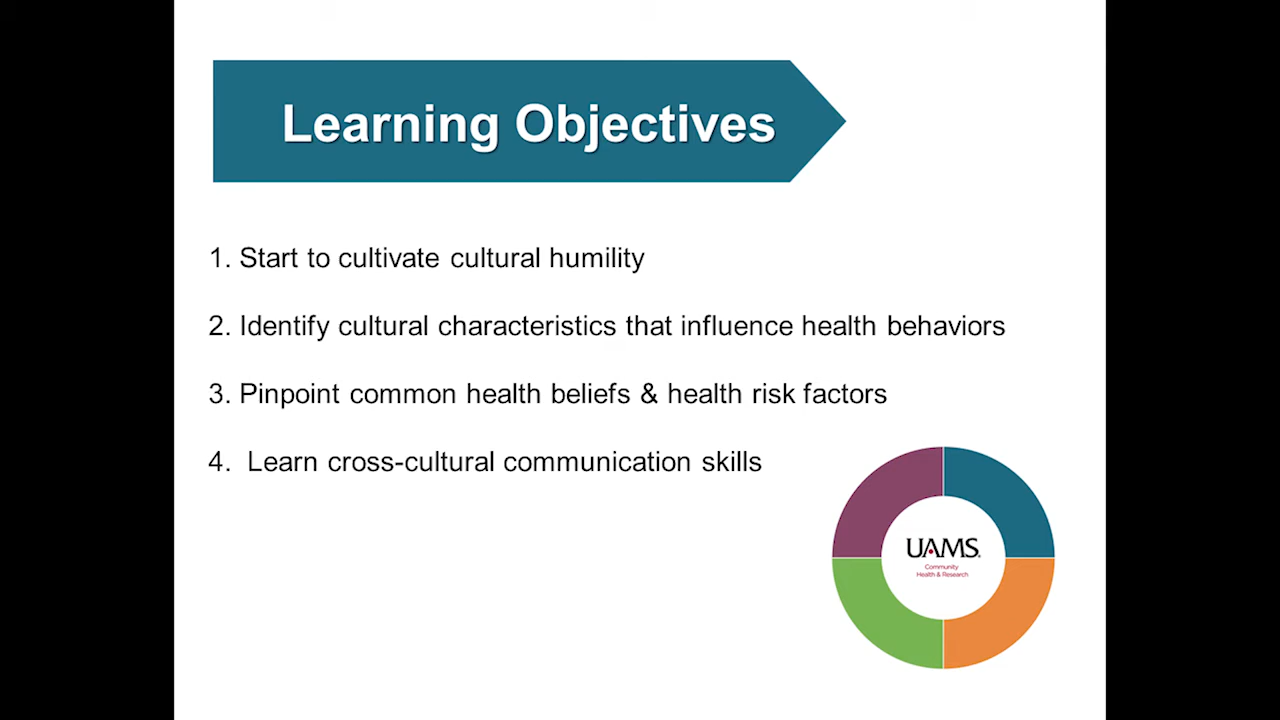 Learning Objectives
1. Start to cultivate cultural humility
2. Identify cultural characteristics that influence health behaviors
3. Pinpoint common health beliefs & health risk factors
4. Learn cross-cultural communication skills
UAMS®
Community
Health & Research